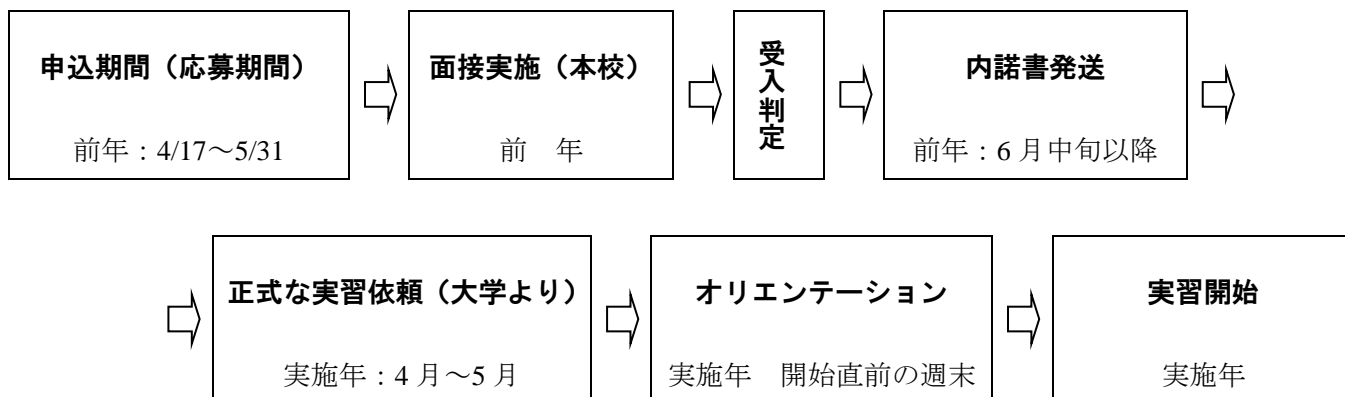 申込期間（応募期間）
前年：4/17～5/31
面接実施（本校）
前　年
受入判定
内諾書発送
前年：6月中旬以降
正式な実習依頼（大学より）
実施年：4月～5月
オリエンテーション
実施年　開始直前の週末
実習開始
実施年